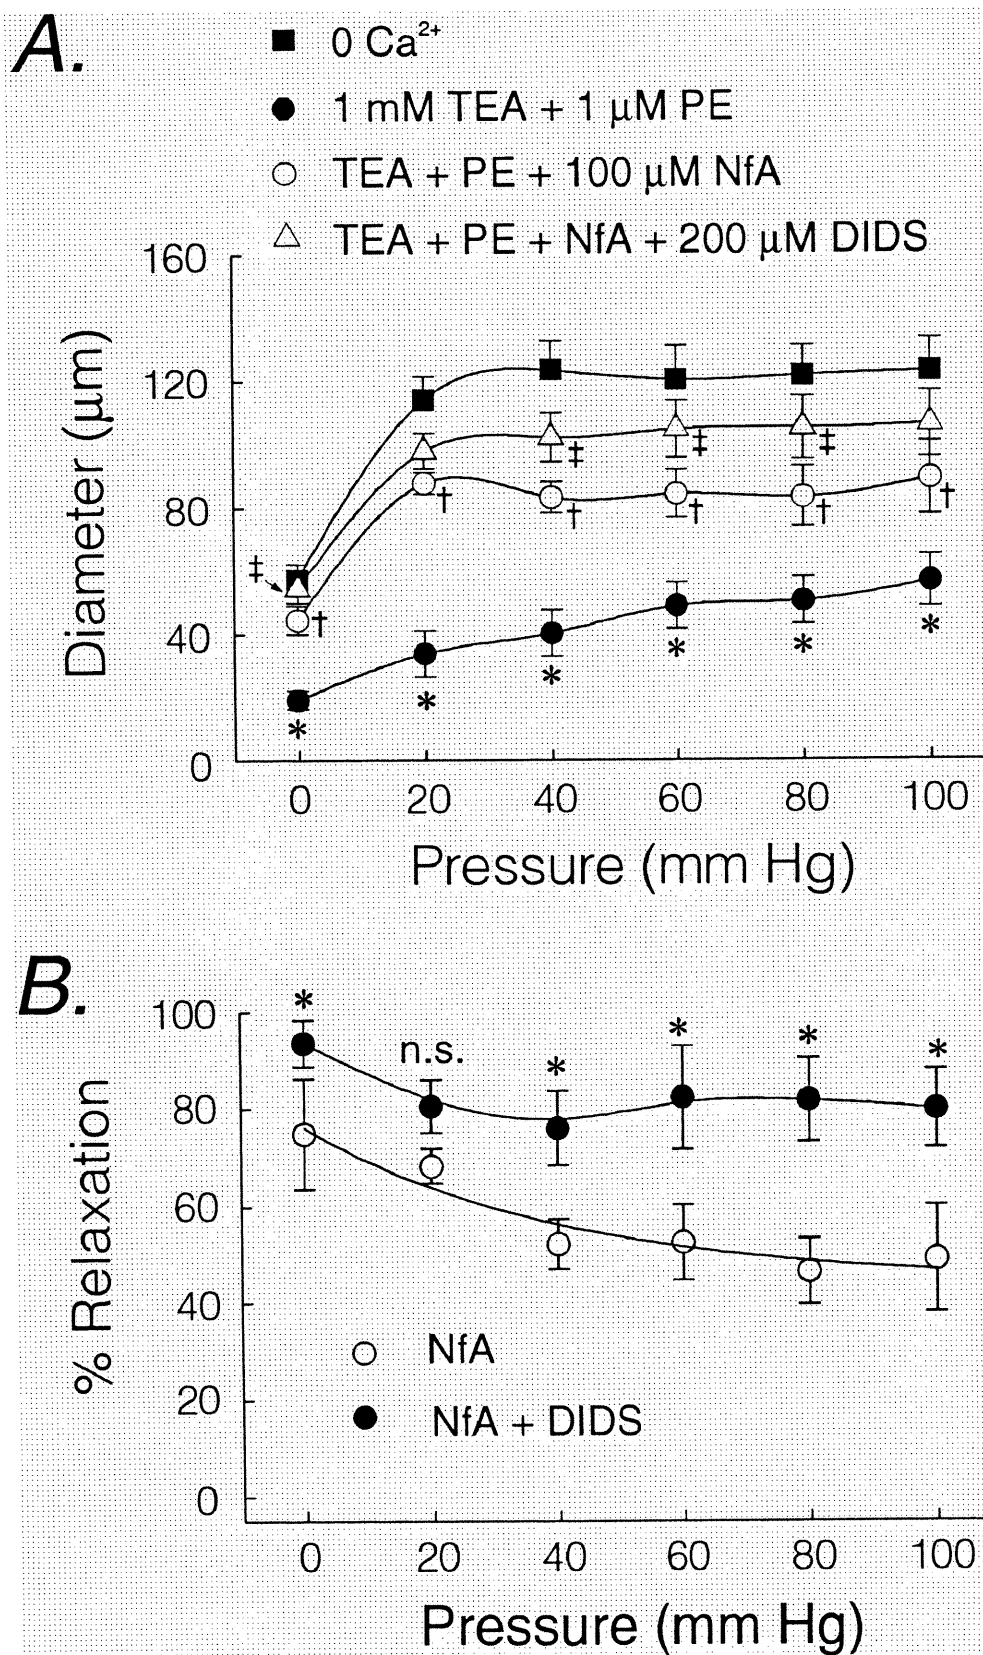 A.
0 Ca²⁺
1 mM TEA + 1 μM PE
TEA + PE + 100 μM NfA
TEA + PE + NfA + 200 μM DIDS
160
120
80
40
0
Diameter (μm)
‡
†
† † † † †
‡ ‡ ‡
* * * * * *
0 20 40 60 80 100
Pressure (mm Hg)
B.
100
80
60
40
20
0
% Relaxation
* n.s. * * * *
NfA
NfA + DIDS
0 20 40 60 80 100
Pressure (mm Hg)